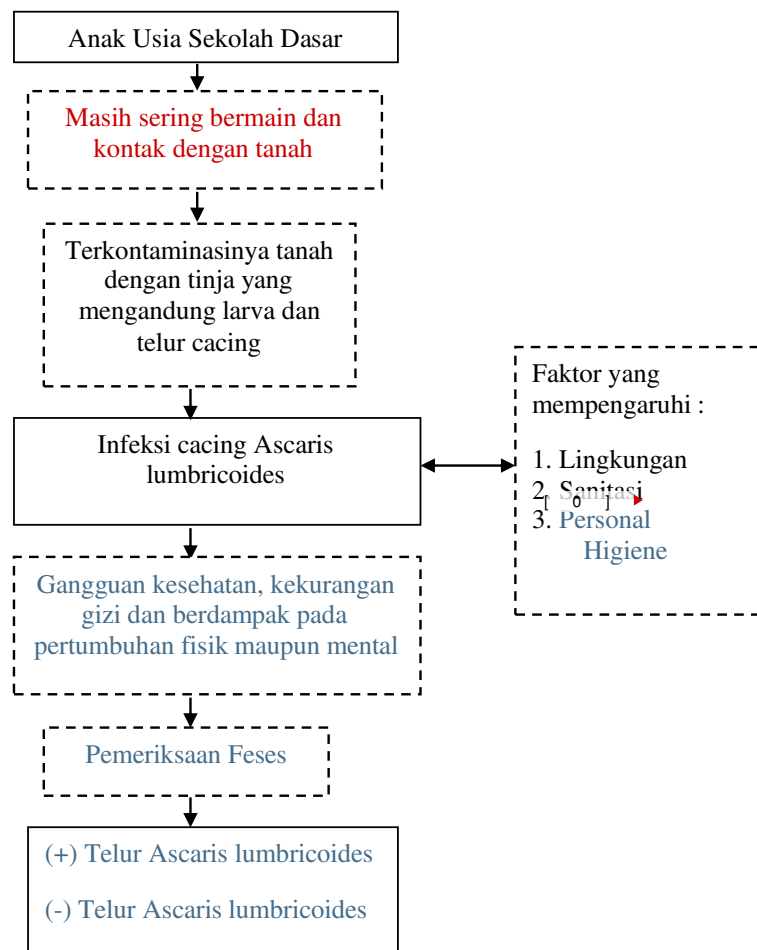 Anak Usia Sekolah Dasar
Masih sering bermain dan
kontak dengan tanah
Terkontaminasinya tanah
dengan tinja yang
mengandung larva dan
telur cacing
Infeksi cacing Ascaris
lumbricoides
Faktor yang
mempengaruhi :
1. Lingkungan
2. Sanitasi
[ 0 ]
3. Personal
Higiene
Gangguan kesehatan, kekurangan
gizi dan berdampak pada
pertumbuhan fisik maupun mental
Pemeriksaan Feses
(+) Telur Ascaris lumbricoides
(-) Telur Ascaris lumbricoides